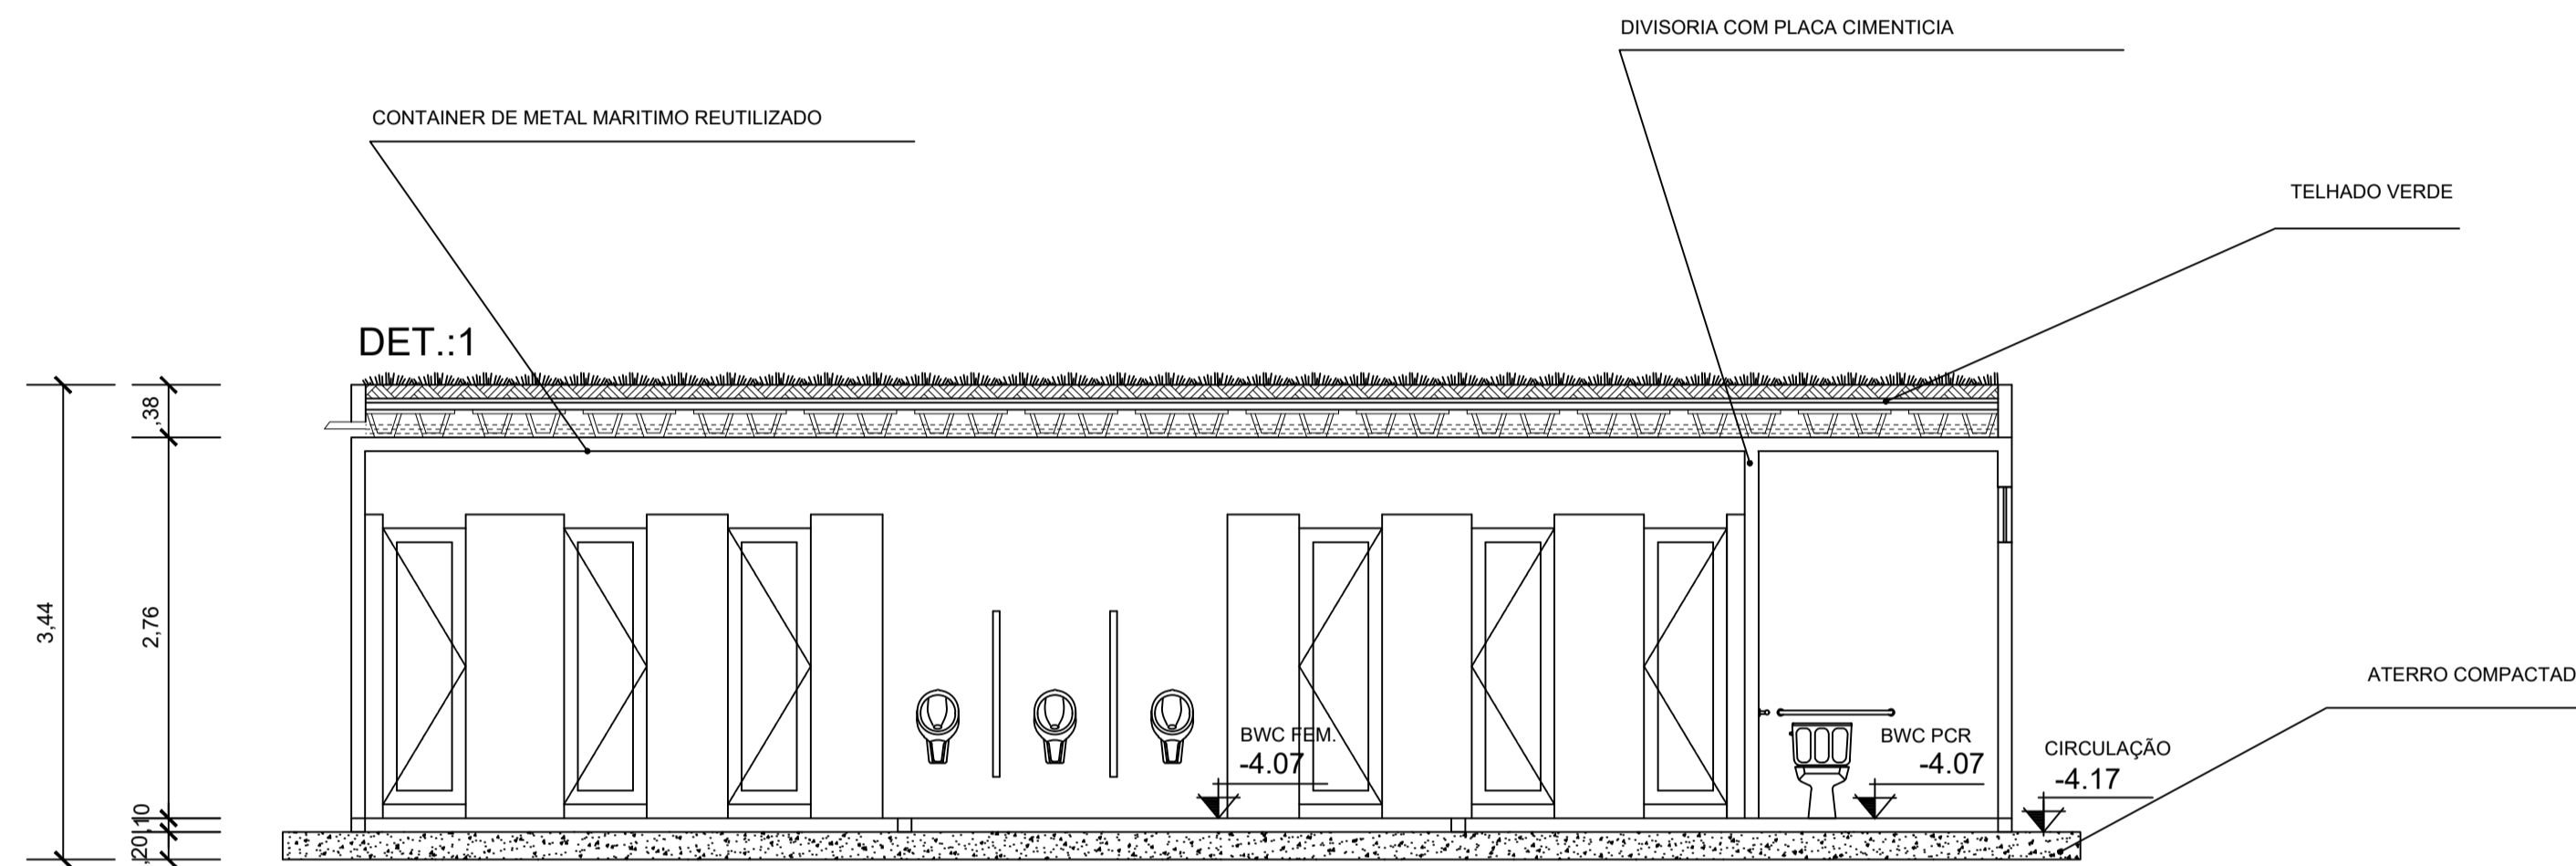 DIVISORIA COM PLACA CIMENTICIA
CONTAINER DE METAL MARITIMO REUTILIZADO
TELHADO VERDE
DET.:1
,38
3,44
2,76
ATERRO COMPACTAD
BWC FEM.
-4.07
BWC PCR
-4.07
CIRCULAÇÃO
-4.17
,10
,20